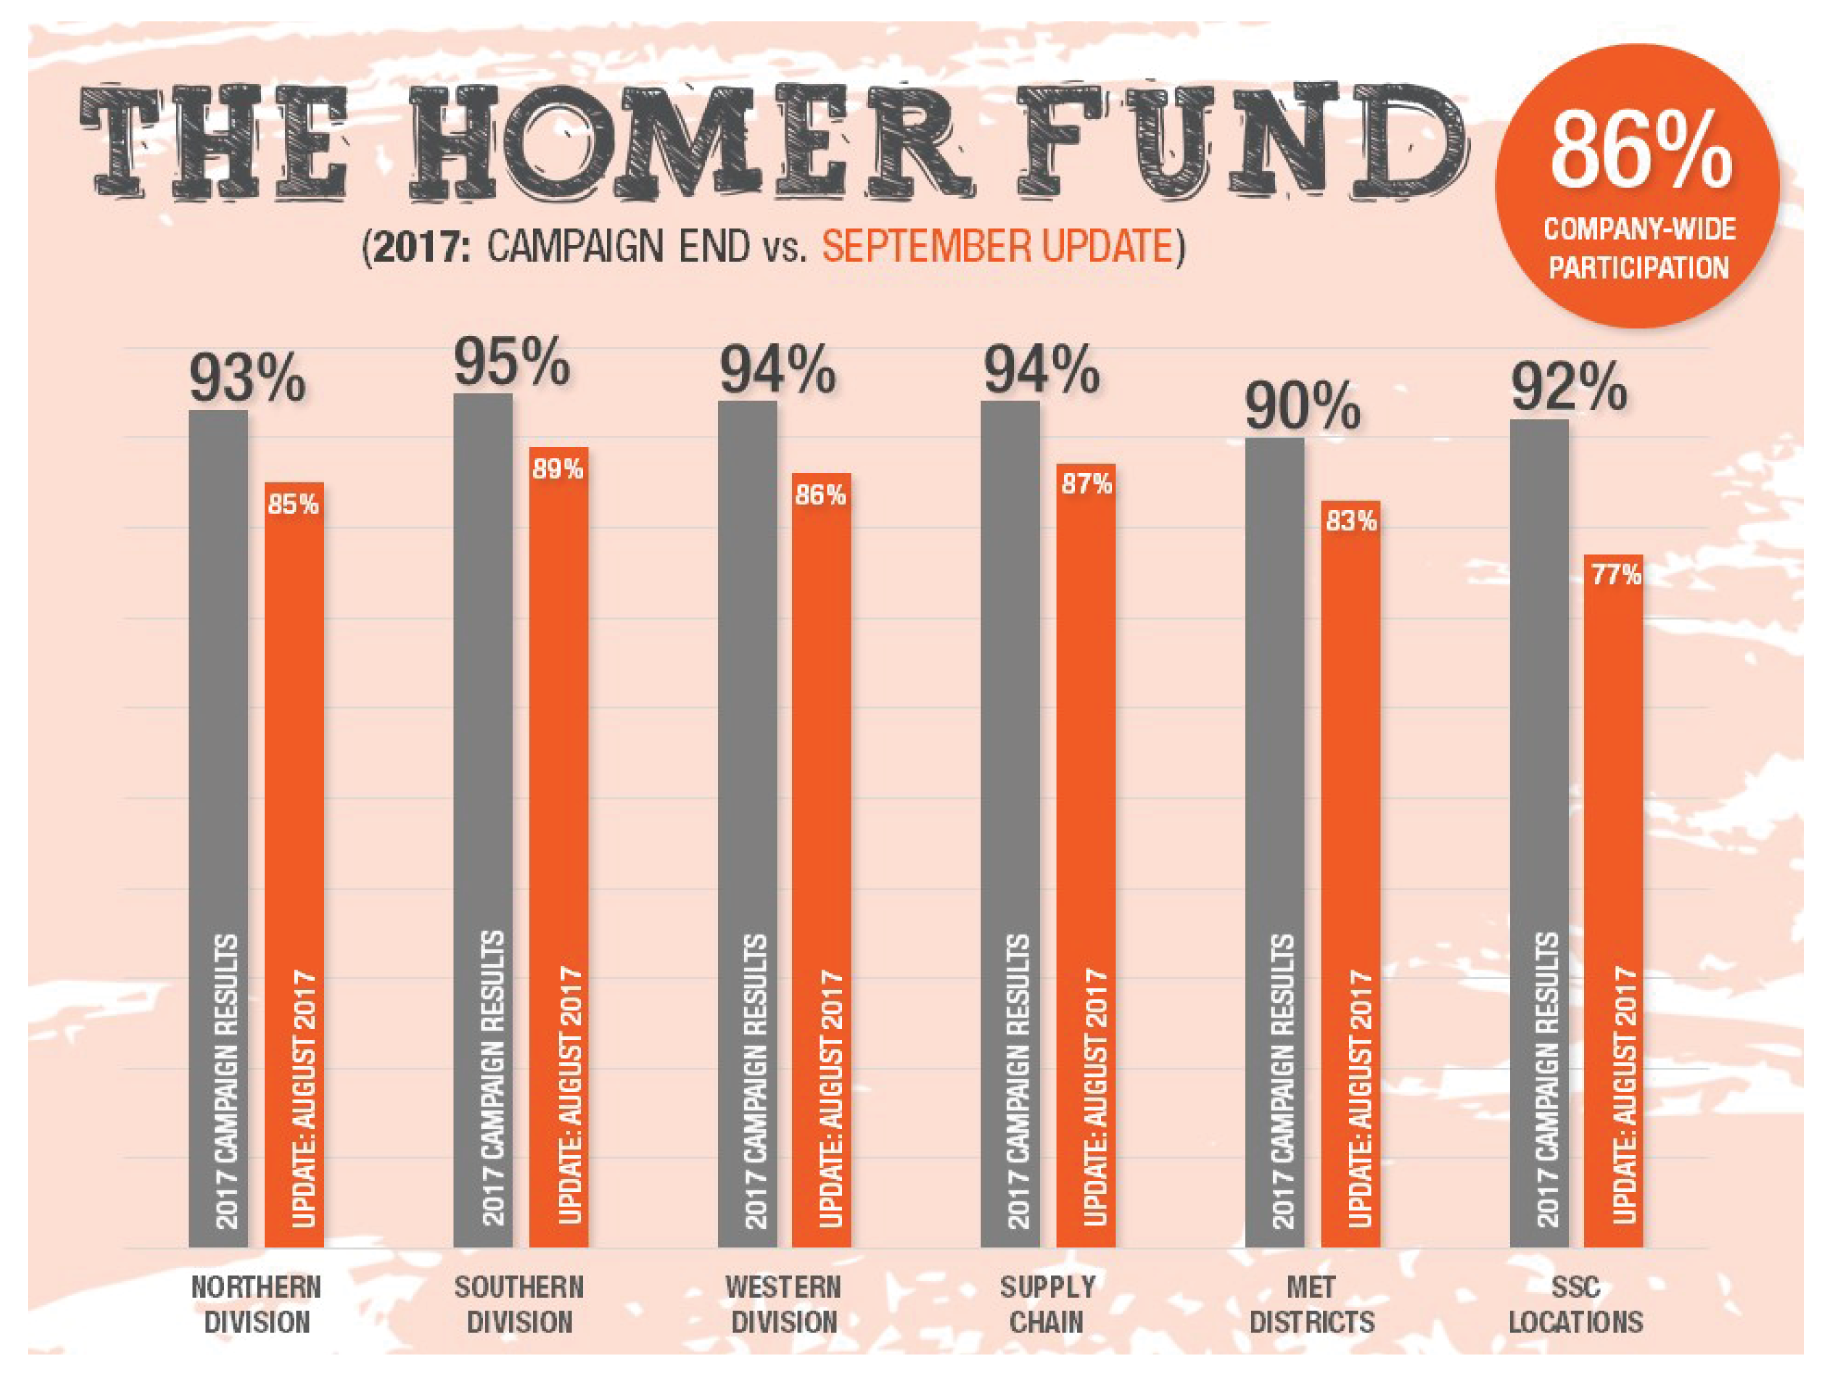 THE HOMER FUND
86%
COMPANY-WIDE
PARTICIPATION
(2017: CAMPAIGN END vs. SEPTEMBER UPDATE)
93%
85%
2017 CAMPAIGN RESULTS
UPDATE: AUGUST 2017
95%
89%
2017 CAMPAIGN RESULTS
UPDATE: AUGUST 2017
94%
86%
2017 CAMPAIGN RESULTS
UPDATE: AUGUST 2017
94%
87%
2017 CAMPAIGN RESULTS
UPDATE: AUGUST 2017
90%
83%
2017 CAMPAIGN RESULTS
UPDATE: AUGUST 2017
92%
77%
2017 CAMPAIGN RESULTS
UPDATE: AUGUST 2017
NORTHERN
DIVISION
SOUTHERN
DIVISION
WESTERN
DIVISION
SUPPLY
CHAIN
MET
DISTRICTS
SSC
LOCATIONS